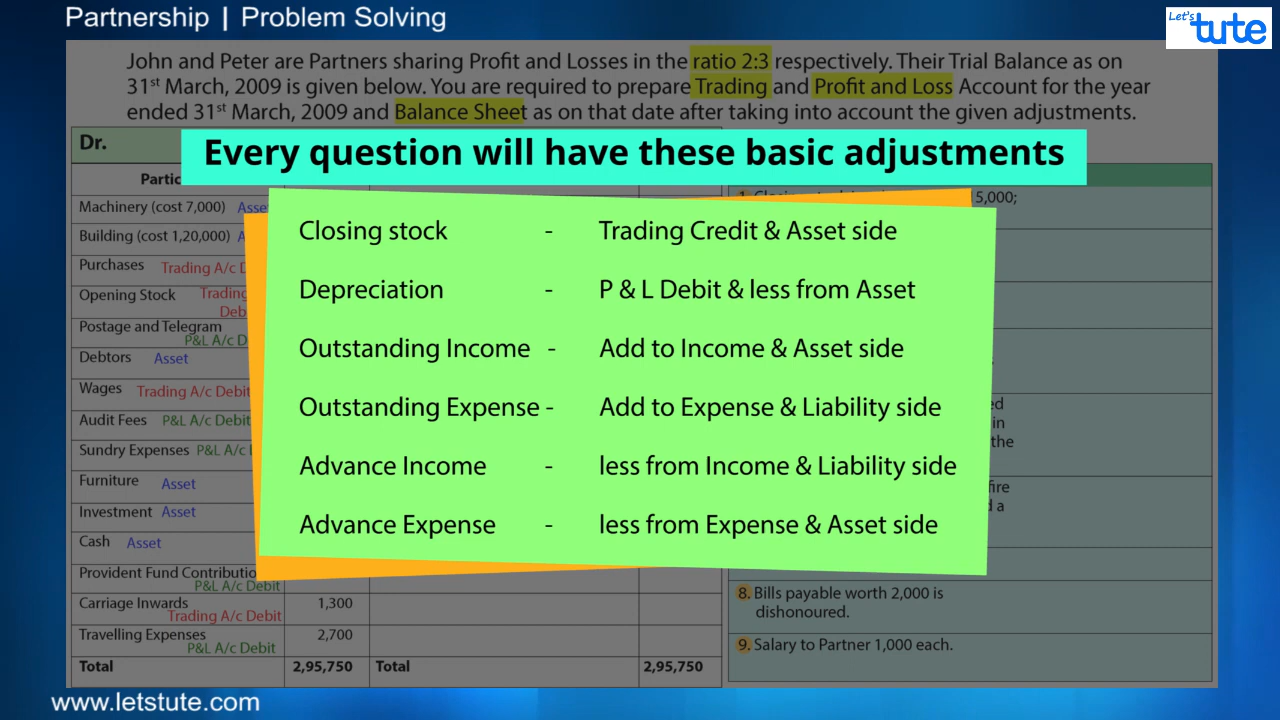 Partnership | Problem Solving
Let's
tute
John and Peter are Partners sharing Profit and Losses in the ratio 2:3 respectively. Their Trial Balance as on
31st March, 2009 is given below. You are required to prepare Trading and Profit and Loss Account for the year
ended 31st March, 2009 and Balance Sheet as on that date after taking into account the given adjustments.
Dr.
Every question will have these basic adjustments
Closing stock - Trading Credit & Asset side
Depreciation - P & L Debit & less from Asset
Outstanding Income - Add to Income & Asset side
Outstanding Expense - Add to Expense & Liability side
Advance Income - less from Income & Liability side
Advance Expense - less from Expense & Asset side
Machinery (cost 7,000)
Building (cost 1,20,000)
Purchases Trading A/c
Opening Stock Trading
Postage and Telegram
P&L A/c
Debtors Asset
Wages Trading A/c Debit
Audit Fees P&L A/c Debit
Sundry Expenses P&L A/c
Furniture Asset
Investment Asset
Cash Asset
Provident Fund
P&L A/c Debit
Carriage Inwards 1,300
Trading A/c Debit
Travelling Expenses 2,700
P&L A/c Debit
Total 2,95,750 Total 2,95,750
5,000;
in
the
8. Bills payable worth 2,000 is
dishonoured.
9. Salary to Partner 1,000 each.
www.letstute.com